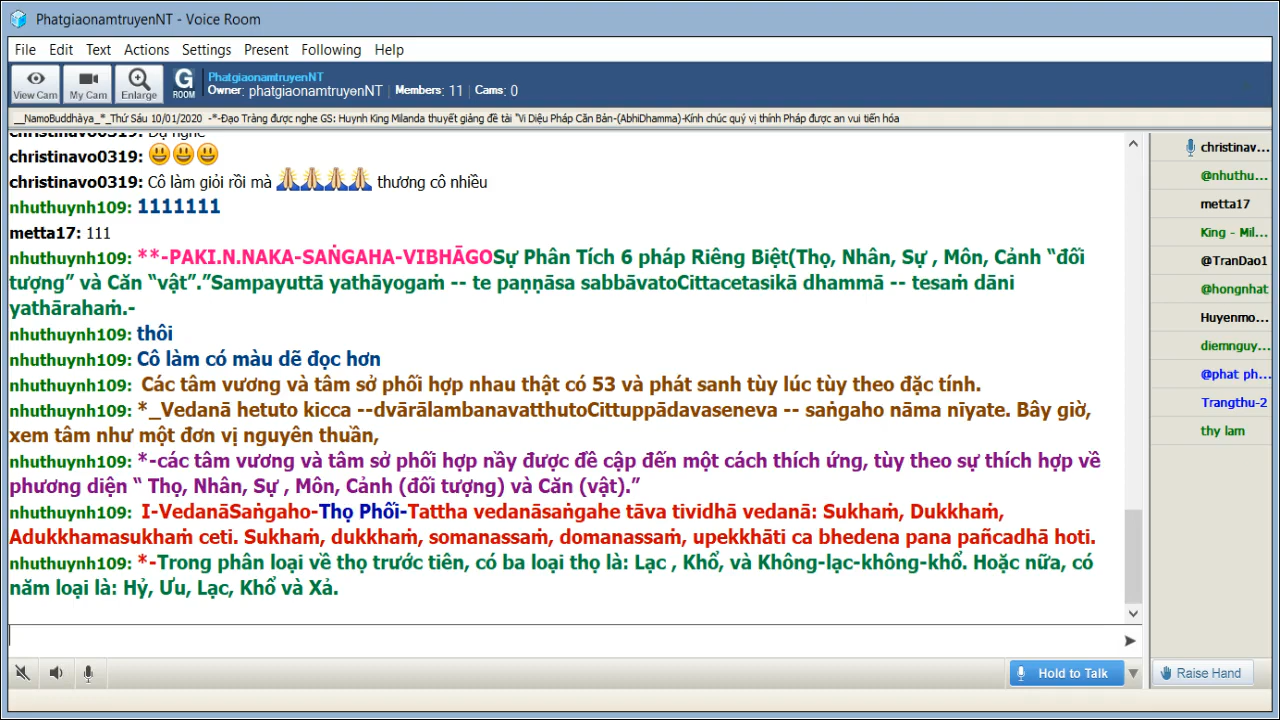 PhatgiaonamtruyenNT - Voice Room
File Edit Text Actions Settings Present Following Help
View Cam My Cam Enlarge G ROOM PhatgiaonamtruyenNT
Owner: phatgiaonamtruyenNT | Members: 11 | Cams: 0
__NamoBuddhàya_*_Thứ Sáu 10/01/2020 -*-Đạo Tràng được nghe GS: Huynh King Milanda thuyết giảng đề tài "Vi Diệu Pháp Căn Bản-(AbhiDhamma)-Kính chúc quý vị thính Pháp được an vui tiến hóa
christinavo0319: Dạ nghe
christinavo0319:
christinavo0319: Cô làm giỏi rồi mà thương cô nhiều
nhuthuynh109: 1111111
metta17: 111
nhuthuynh109: **-PAKI.N.NAKA-SAṄGAHA-VIBHĀGOSự Phân Tích 6 pháp Riêng Biệt(Thọ, Nhân, Sự , Môn, Cảnh “đối
tượng” và Căn “vật”.”Sampayuttā yathāyogaṁ -- te paṇṇāsa sabbāvatoCittacetasikā dhammā -- tesaṁ dāni
yathārahaṁ.-
nhuthuynh109: thôi
nhuthuynh109: Cô làm có màu dẽ đọc hơn
nhuthuynh109: Các tâm vương và tâm sở phối hợp nhau thật có 53 và phát sanh tùy lúc tùy theo đặc tính.
nhuthuynh109: *_Vedanā hetuto kicca --dvārālambanavatthutoCittuppādavaseneva -- saṅgaho nāma nīyate. Bây giờ,
xem tâm như một đơn vị nguyên thuần,
nhuthuynh109: *-các tâm vương và tâm sở phối hợp nầy được đề cập đến một cách thích ứng, tùy theo sự thích hợp về
phương diện “ Thọ, Nhân, Sự , Môn, Cảnh (đối tượng) và Căn (vật).”
nhuthuynh109: I-VedanāSaṅgaho-Thọ Phối-Tattha vedanāsaṅgahe tāva tividhā vedanā: Sukhaṁ, Dukkhaṁ,
Adukkhamasukhaṁ ceti. Sukhaṁ, dukkhaṁ, somanassaṁ, domanassaṁ, upekkhāti ca bhedena pana pañcadhā hoti.
nhuthuynh109: *-Trong phân loại về thọ trước tiên, có ba loại thọ là: Lạc , Khổ, và Không-lạc-không-khổ. Hoặc nữa, có
năm loại là: Hỷ, Ưu, Lạc, Khổ và Xả.
christinav...
@nhuthu...
metta17
King - Mil...
@TranDao1
@hongnhat
Huyenmo...
diemnguy...
@phat ph...
Trangthu-2
thy lam
Hold to Talk
Raise Hand